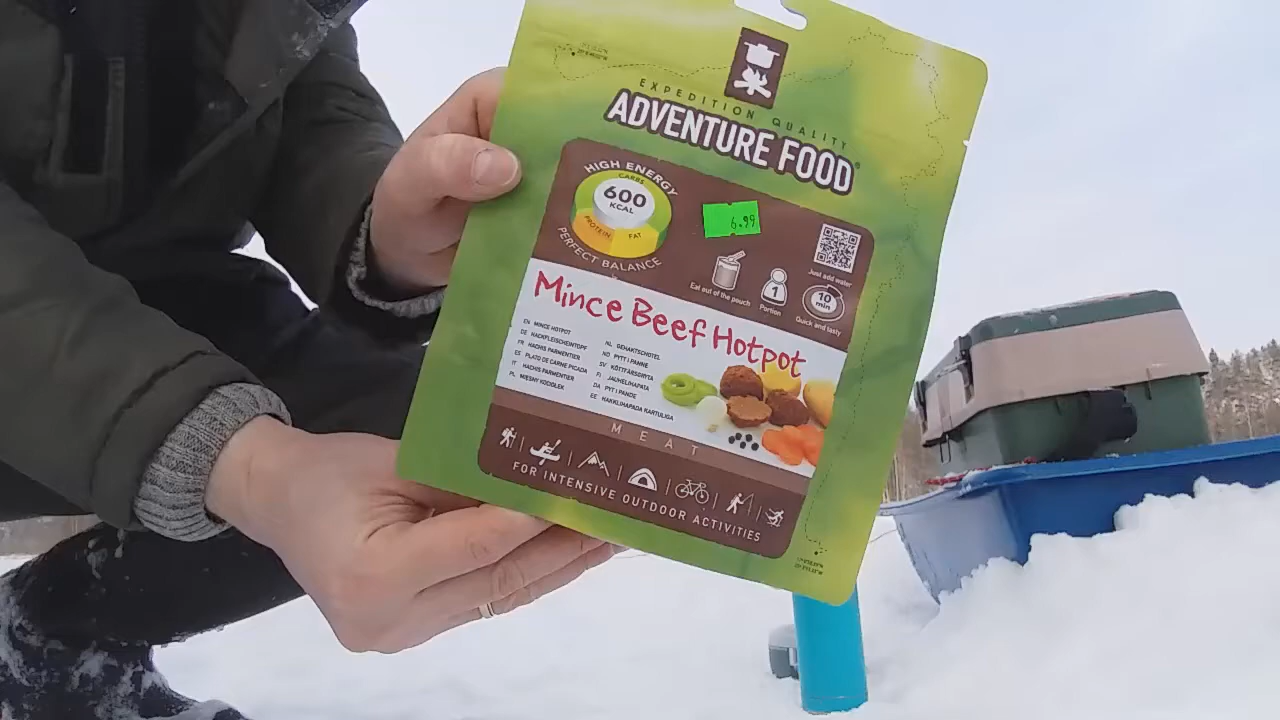 EXPEDITION QUALITY
ADVENTURE FOOD
HIGH ENERGY
CARBS
600
KCAL
PROTEIN
FAT
PERFECT BALANCE
6.99
Just add water
Eat out of the pouch
1
Portion
10
min
Quick and tasty
Mince Beef Hotpot
EN MINCE HOTPOT
DE HACKFLEISCHEINTOPF
FR HACHIS PARMENTIER
ES PLATO DE CARNE PICADA
IT HACHIS PARMENTIER
PL MIĘSNY KOCIOŁEK
NL GEHAKTSCHOTEL
NO PYTT I PANNE
SV KÖTTFÄRSGRYTA
FI JAUHELIHAPATA
DA PYT I PANDE
EE HAKKLIHAPADA KARTULIGA
MEAT
FOR INTENSIVE OUTDOOR ACTIVITIES